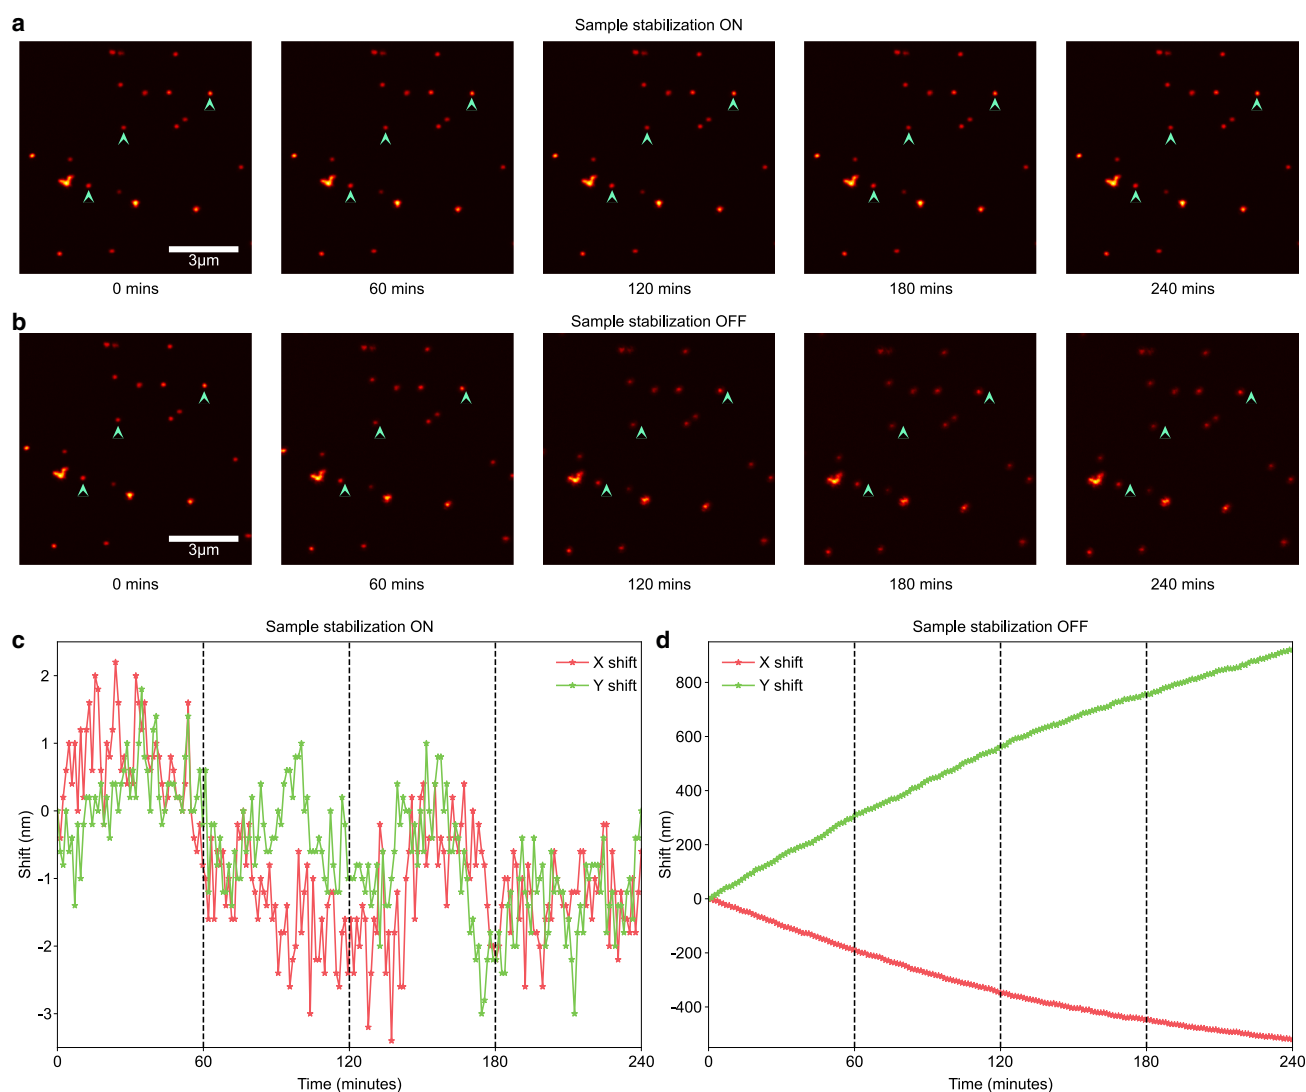 a
Sample stabilization ON
3μm
0 mins
60 mins
120 mins
180 mins
240 mins
b
Sample stabilization OFF
3μm
0 mins
60 mins
120 mins
180 mins
240 mins
c
Sample stabilization ON
X shift
Y shift
2
1
0
-1
-2
-3
Shift (nm)
0
60
120
180
240
Time (minutes)
d
Sample stabilization OFF
X shift
Y shift
800
600
400
200
0
-200
-400
Shift (nm)
0
60
120
180
240
Time (minutes)